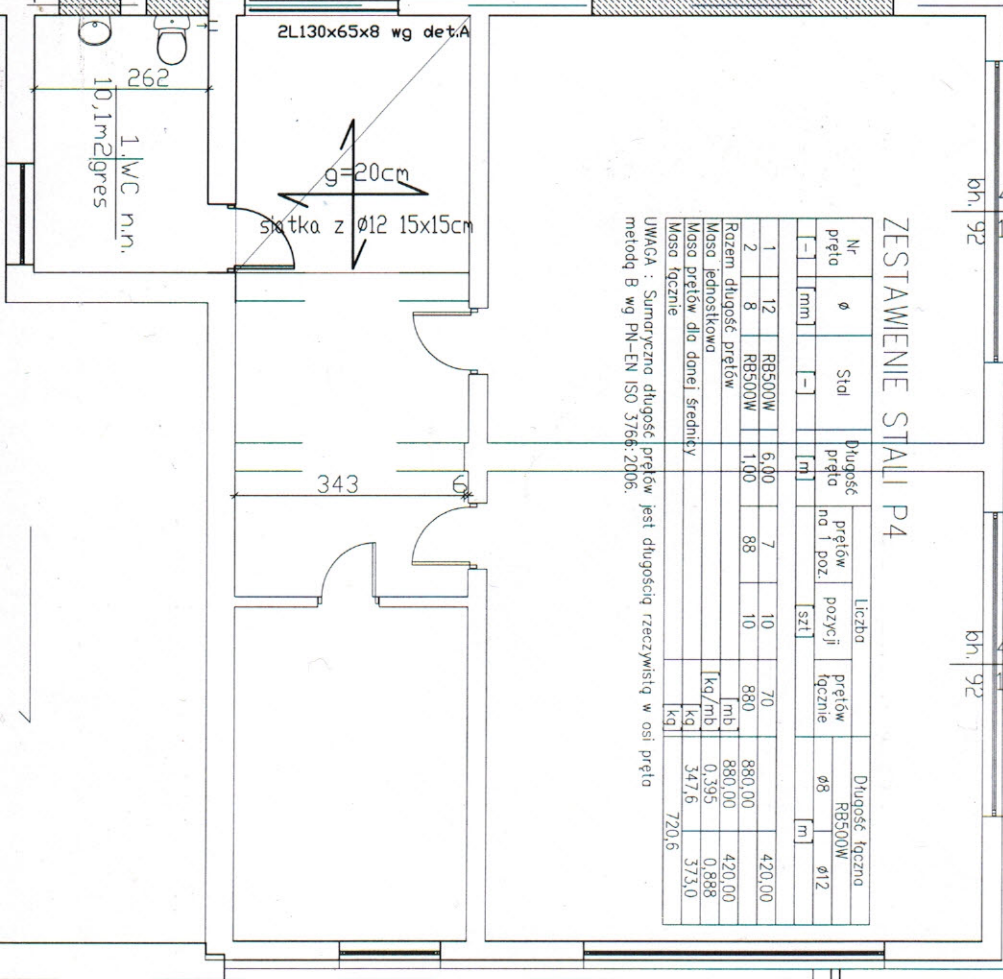 2L130x65x8 wg det.A
262
1.WC n.n.
10,1m2gres
g=20cm
siatka z Ø12 15x15cm
343
6
bh. 92
bh. 92
ZESTAWIENIE STALI P4
Nr pręta ø Stal Długość pręta Liczba Długość łączna
prętów na 1 poz. pozycji prętów łącznie RB500W
ø8 ø12
[-] [mm] [-] [m] [szt] [m]
1 12 RB500W 6,00 7 10 70 420,00
2 8 RB500W 1,00 88 10 880 880,00
Razem długość prętów [mb] 880,00 420,00
Masa jednostkowa [kg/mb] 0,395 0,888
Masa prętów dla danej średnicy [kg] 347,6 373,0
Masa łącznie [kg] 720,6
UWAGA : Sumaryczna długość prętów jest długością rzeczywistą w osi pręta
metodą B wg PN-EN ISO 3766:2006.